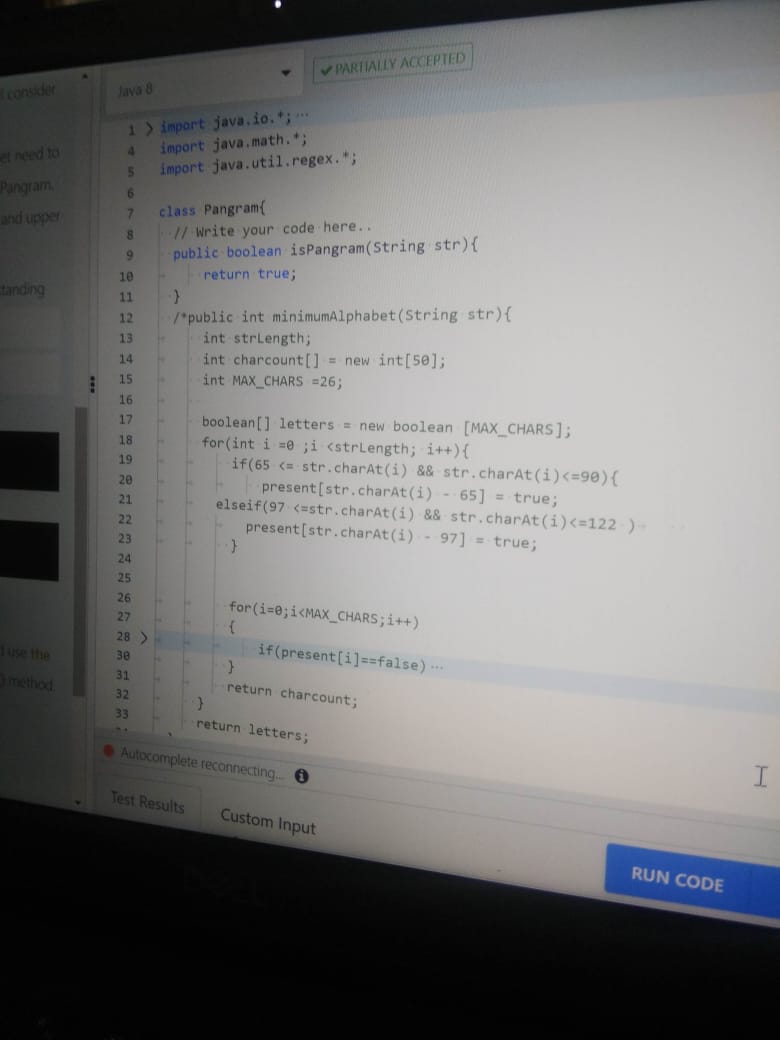 l consider
et need to
Pangram.
and upper
tanding
l use the
) method
Java 8
✔PARTIALLY ACCEPTED
1 > import java.io.*; ...
4 import java.math.*;
5 import java.util.regex.*;
6
7 class Pangram{
8 // Write your code here..
9 public boolean isPangram(String str){
10 return true;
11 }
12 /*public int minimumAlphabet(String str){
13 int strLength;
14 int charcount[] = new int[50];
15 int MAX_CHARS =26;
16
17 boolean[] letters = new boolean [MAX_CHARS];
18 for(int i =0 ;i <strLength; i++){
19 if(65 <= str.charAt(i) && str.charAt(i)<=90){
20 present[str.charAt(i) - 65] = true;
21 elseif(97 <=str.charAt(i) && str.charAt(i)<=122 )
22 present[str.charAt(i) - 97] = true;
23 }
24
25
26 for(i=0;i<MAX_CHARS;i++)
27 {
28 > if(present[i]==false) ...
30 }
31 return charcount;
32 }
33 return letters;
Autocomplete reconnecting...
Test Results
Custom Input
RUN CODE